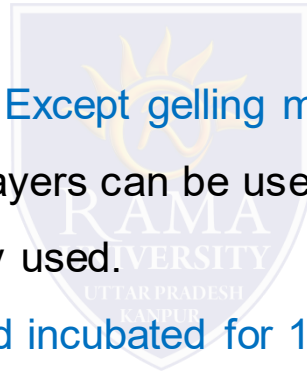 Except gelling m
ayers can be use
RAMA
y used.
UNIVERSITY
UTTAR PRADESH
KANPUR
d incubated for 1